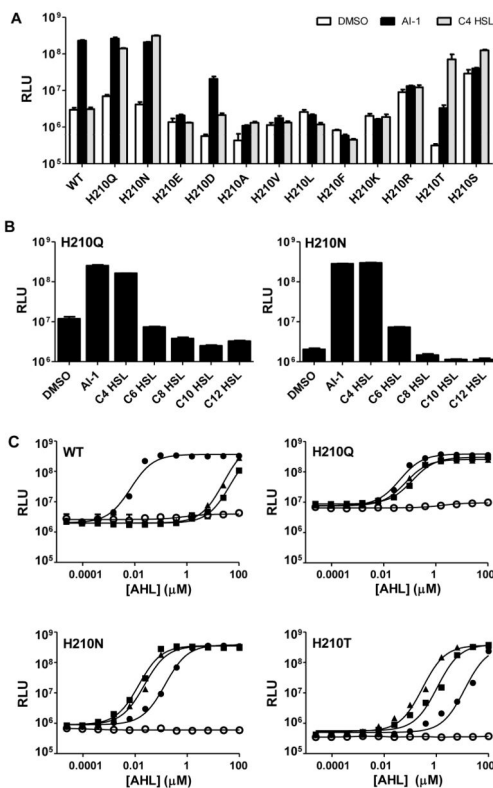 A
DMSO
AI-1
C4 HSL
RLU
10⁹
10⁸
10⁷
10⁶
10⁵
WT
H210Q
H210N
H210E
H210D
H210A
H210V
H210L
H210F
H210K
H210R
H210T
H210S
B
H210Q
RLU
10⁹
10⁸
10⁷
10⁶
DMSO
AI-1
C4 HSL
C6 HSL
C8 HSL
C10 HSL
C12 HSL
H210N
RLU
10⁹
10⁸
10⁷
10⁶
DMSO
AI-1
C4 HSL
C6 HSL
C8 HSL
C10 HSL
C12 HSL
C
WT
RLU
10⁹
10⁸
10⁷
10⁶
10⁵
0.0001
0.01
1
100
[AHL] (μM)
H210Q
RLU
10⁹
10⁸
10⁷
10⁶
10⁵
0.0001
0.01
1
100
[AHL] (μM)
H210N
RLU
10⁹
10⁸
10⁷
10⁶
10⁵
0.0001
0.01
1
100
[AHL] (μM)
H210T
RLU
10⁹
10⁸
10⁷
10⁶
10⁵
0.0001
0.01
1
100
[AHL] (μM)